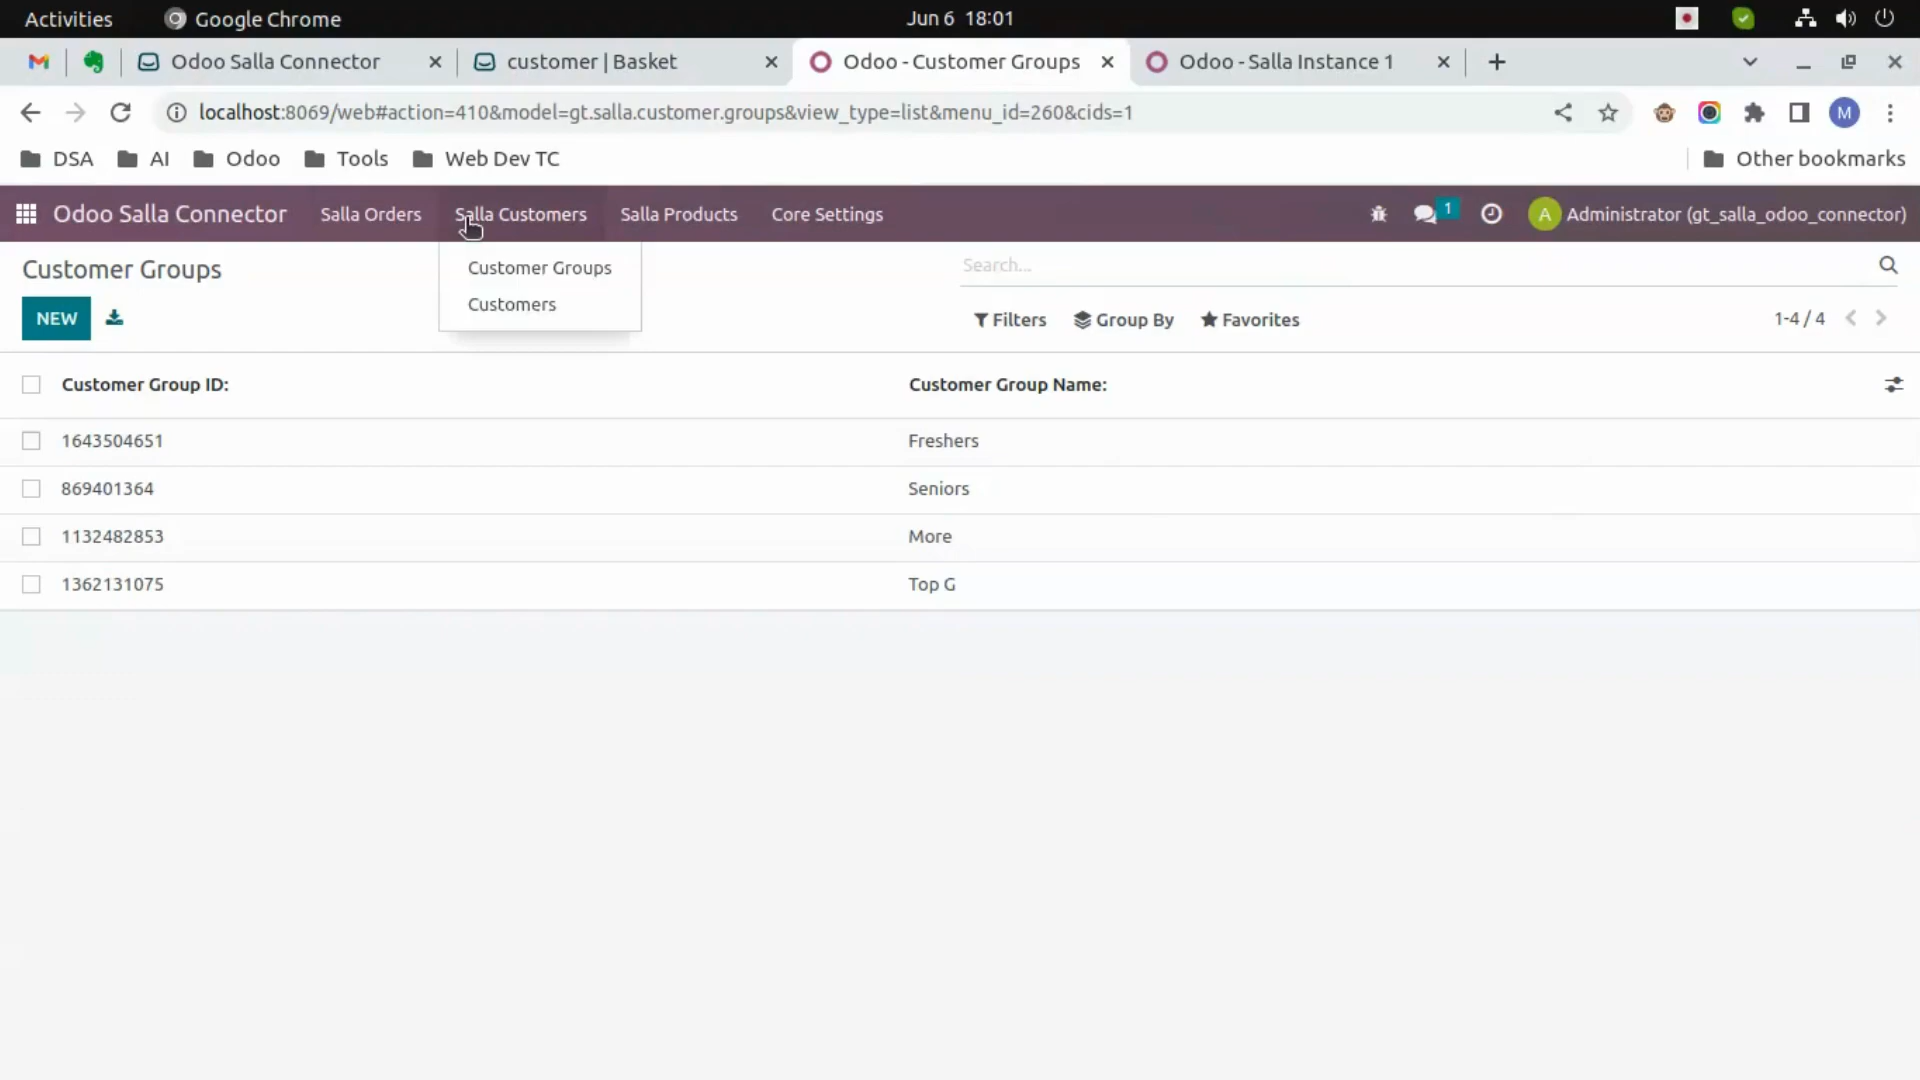 Activities Google Chrome Jun 6 18:01
Odoo Salla Connector customer | Basket Odoo - Customer Groups Odoo - Salla Instance 1
localhost:8069/web#action=410&model=gt.salla.customer.groups&view_type=list&menu_id=260&cids=1 M
DSA AI Odoo Tools Web Dev TC Other bookmarks
Odoo Salla Connector Salla Orders Salla Customers Salla Products Core Settings 1 A Administrator (gt_salla_odoo_connector)
Customer Groups Search...
Customer Groups
Customers
NEW Filters Group By Favorites 1-4 / 4
Customer Group ID: Customer Group Name:
1643504651 Freshers
869401364 Seniors
1132482853 More
1362131075 Top G